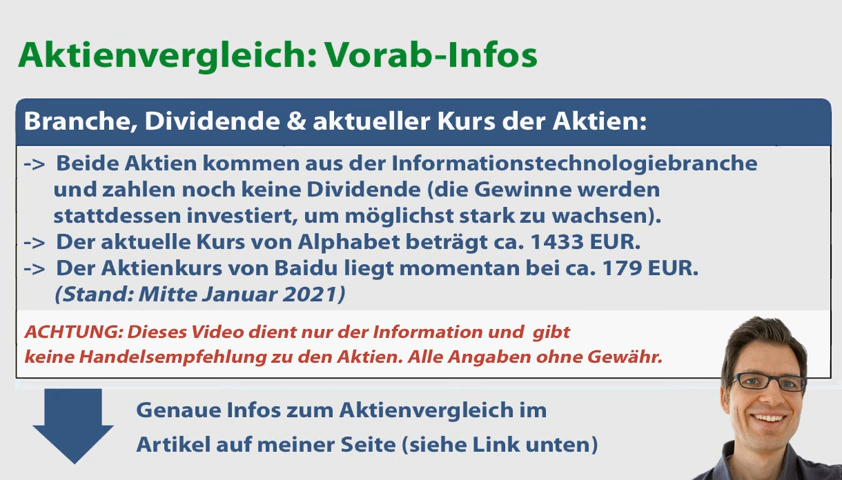 Aktienvergleich: Vorab-Infos
Branche, Dividende & aktueller Kurs der Aktien:
-> Beide Aktien kommen aus der Informationstechnologiebranche
und zahlen noch keine Dividende (die Gewinne werden
stattdessen investiert, um möglichst stark zu wachsen).
-> Der aktuelle Kurs von Alphabet beträgt ca. 1433 EUR.
-> Der Aktienkurs von Baidu liegt momentan bei ca. 179 EUR.
(Stand: Mitte Januar 2021)
ACHTUNG: Dieses Video dient nur der Information und gibt
keine Handelsempfehlung zu den Aktien. Alle Angaben ohne Gewähr.
Genaue Infos zum Aktienvergleich im
Artikel auf meiner Seite (siehe Link unten)